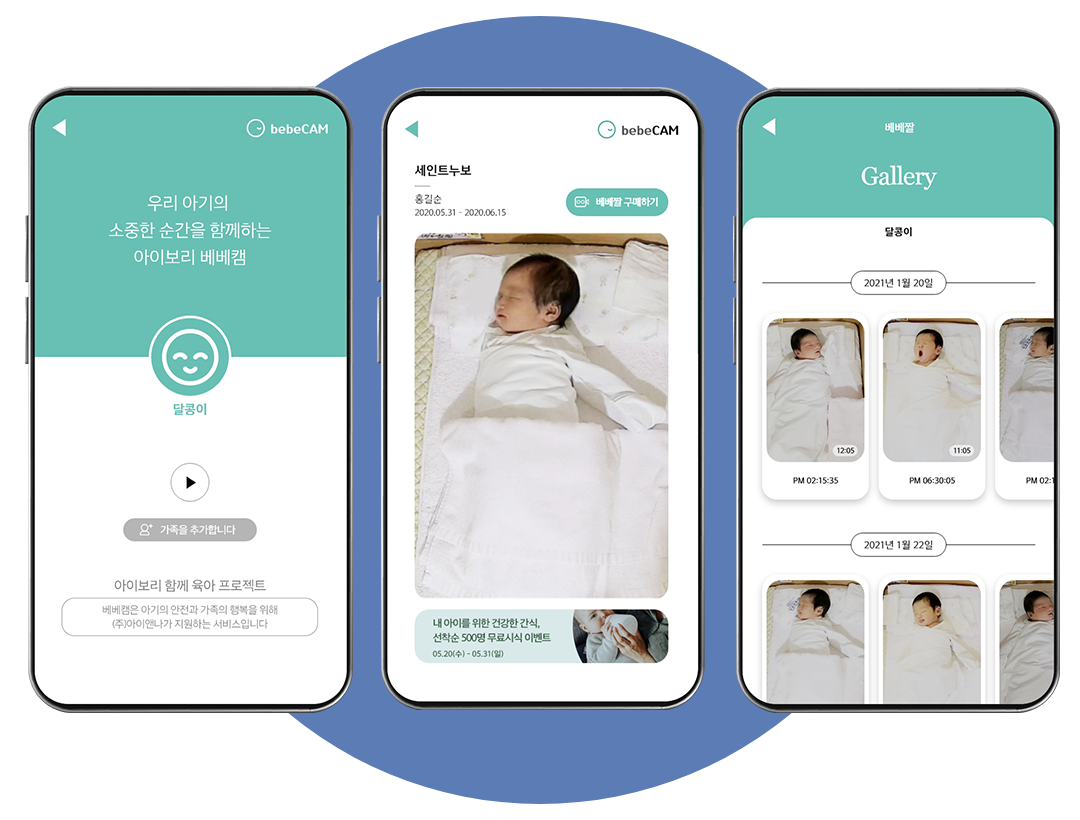 bebeCAM
우리 아기의
소중한 순간을 함께하는
아이보리 베베캠
달콩이
가족을 추가합니다
아이보리 함께 육아 프로젝트
베베캠은 아기의 안전과 가족의 행복을 위해
(주)아이앤나가 지원하는 서비스입니다
bebeCAM
세인트누보
홍길순
2020.05.31 - 2020.06.15
베베짤 구매하기
내 아이를 위한 건강한 간식,
선착순 500명 무료시식 이벤트
05.20(수) - 05.31(일)
베베짤
Gallery
달콩이
2021년 1월 20일
12:05
11:05
PM 02:15:35
PM 06:30:05
PM 02:1
2021년 1월 22일